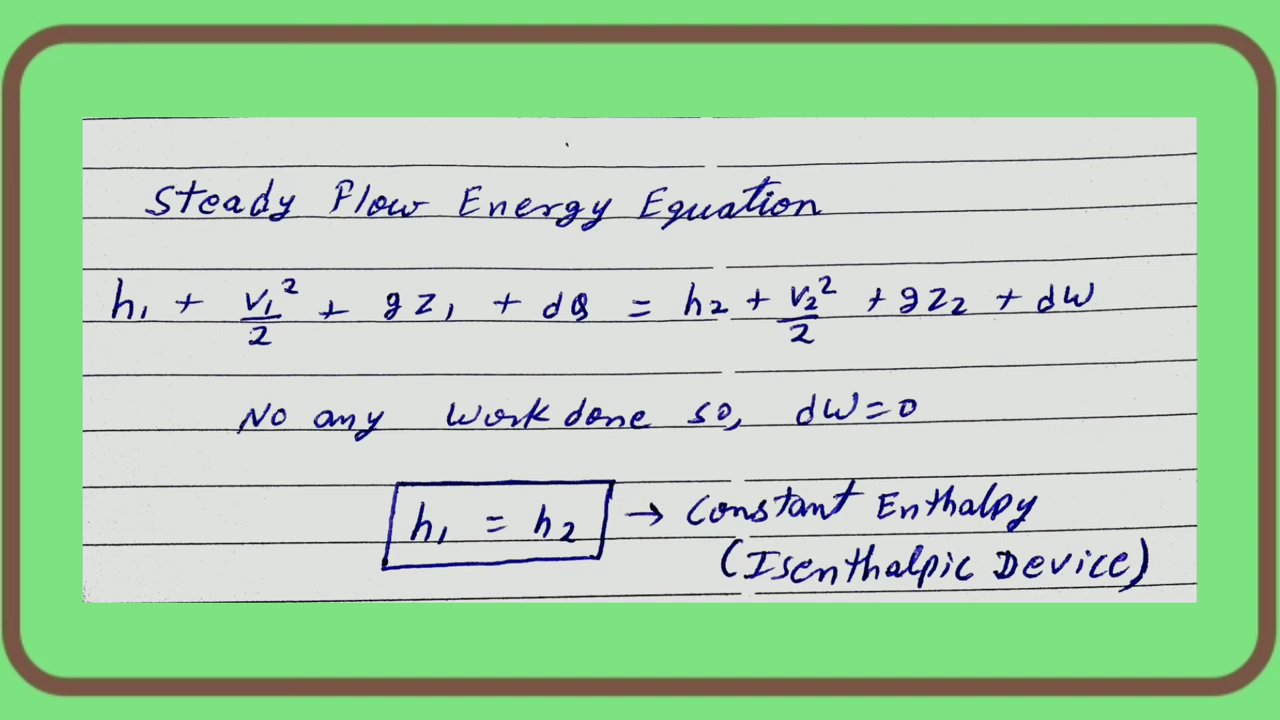 Steady Flow Energy Equation
h₁ + V₁²/2 + gZ₁ + dQ = h₂ + V₂²/2 + gZ₂ + dW
No any work done so, dW=0
h₁ = h₂ → Constant Enthalpy
(Isenthalpic Device)